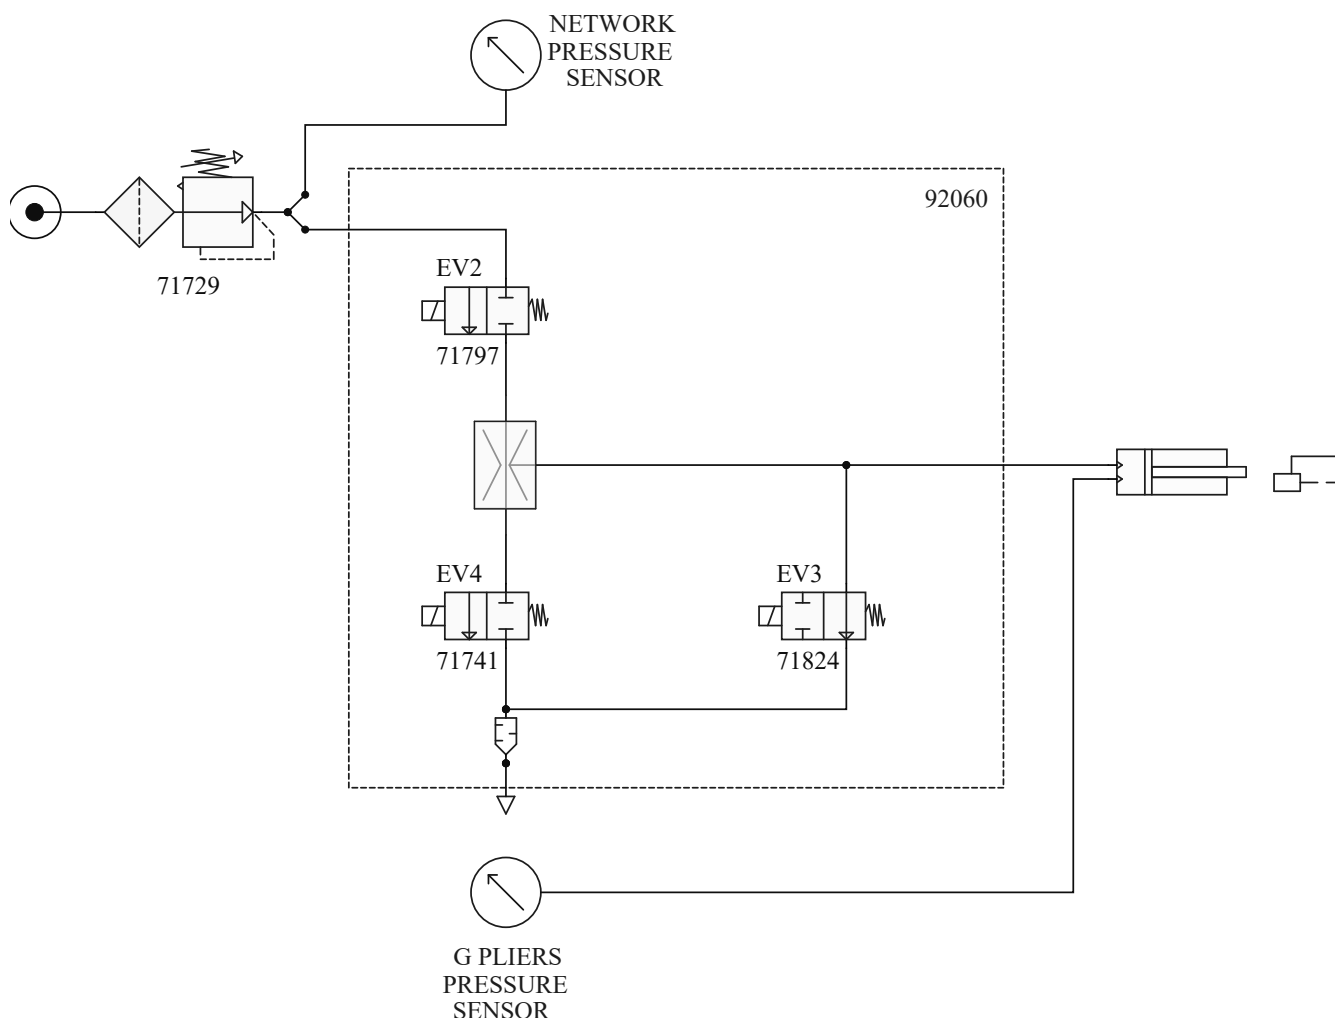 NETWORK
PRESSURE
SENSOR
92060
EV2
71729
71797
EV4
EV3
71741
71824
G PLIERS
PRESSURE
SENSOR